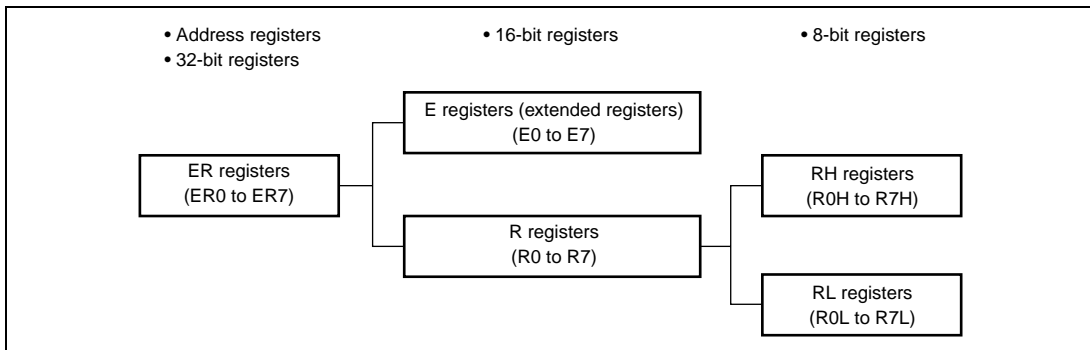 • Address registers
• 32-bit registers
• 16-bit registers
• 8-bit registers
E registers (extended registers)
(E0 to E7)
ER registers
(ER0 to ER7)
RH registers
(R0H to R7H)
R registers
(R0 to R7)
RL registers
(R0L to R7L)